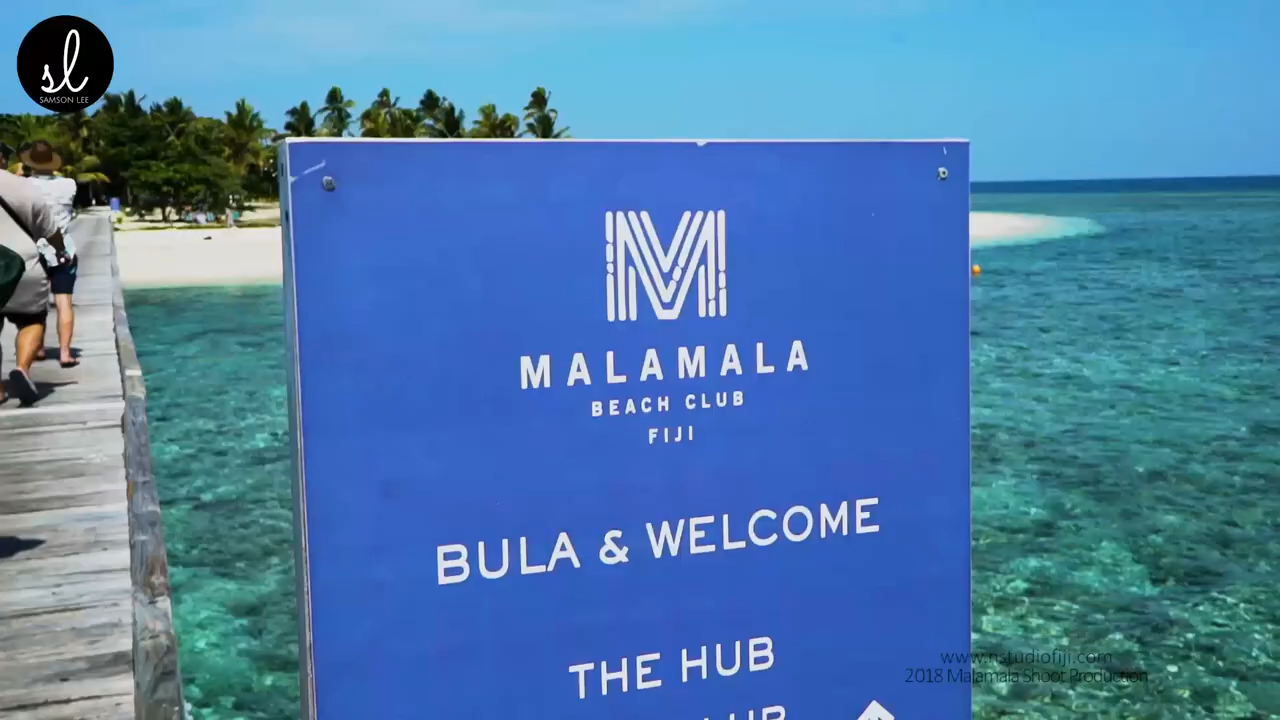 sl
SAMSON LEE
M
MALAMALA
BEACH CLUB
FIJI
BULA & WELCOME
THE HUB
www.nstudiofiji.com
2018 Malamala Shoot Production